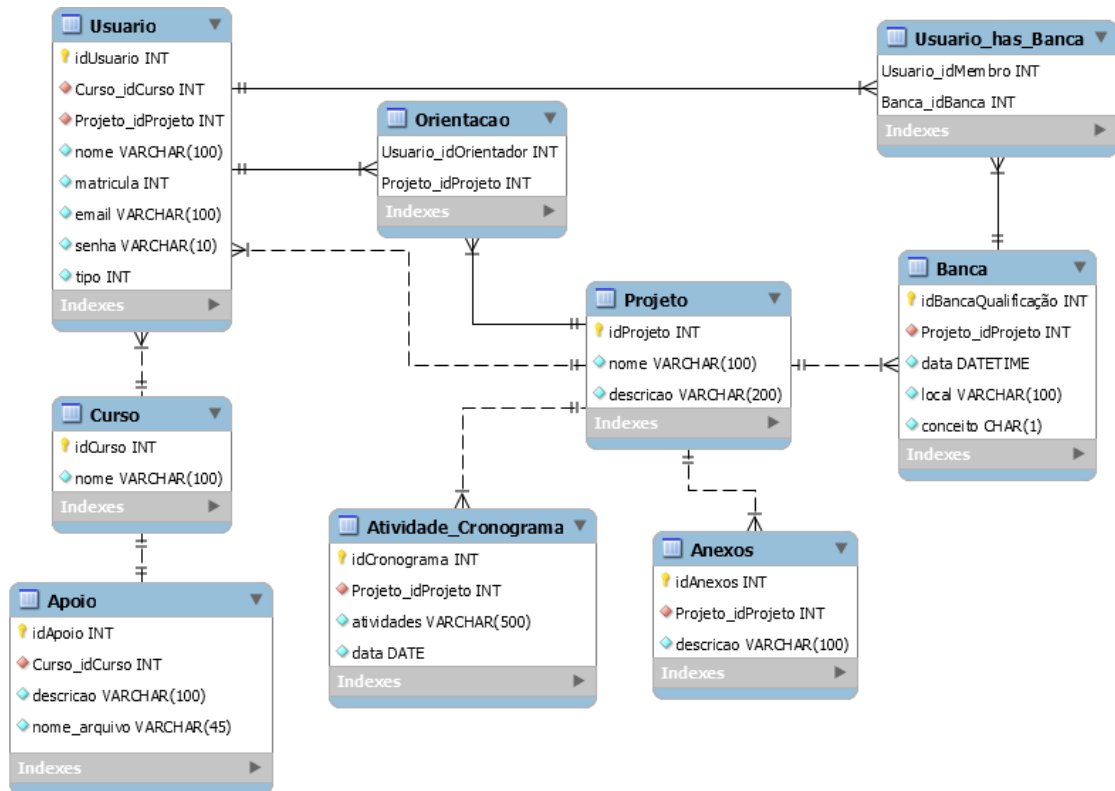 Usuario
idUsuario INT
Curso_idCurso INT
Projeto_idProjeto INT
nome VARCHAR(100)
matricula INT
email VARCHAR(100)
senha VARCHAR(10)
tipo INT
Indexes
Usuario_has_Banca
Usuario_idMembro INT
Banca_idBanca INT
Indexes
Orientacao
Usuario_idOrientador INT
Projeto_idProjeto INT
Indexes
Projeto
idProjeto INT
nome VARCHAR(100)
descricao VARCHAR(200)
Indexes
Banca
idBancaQualificação INT
Projeto_idProjeto INT
data DATETIME
local VARCHAR(100)
conceito CHAR(1)
Indexes
Curso
idCurso INT
nome VARCHAR(100)
Indexes
Apoio
idApoio INT
Curso_idCurso INT
descricao VARCHAR(100)
nome_arquivo VARCHAR(45)
Indexes
Atividade_Cronograma
idCronograma INT
Projeto_idProjeto INT
atividades VARCHAR(500)
data DATE
Indexes
Anexos
idAnexos INT
Projeto_idProjeto INT
descricao VARCHAR(100)
Indexes